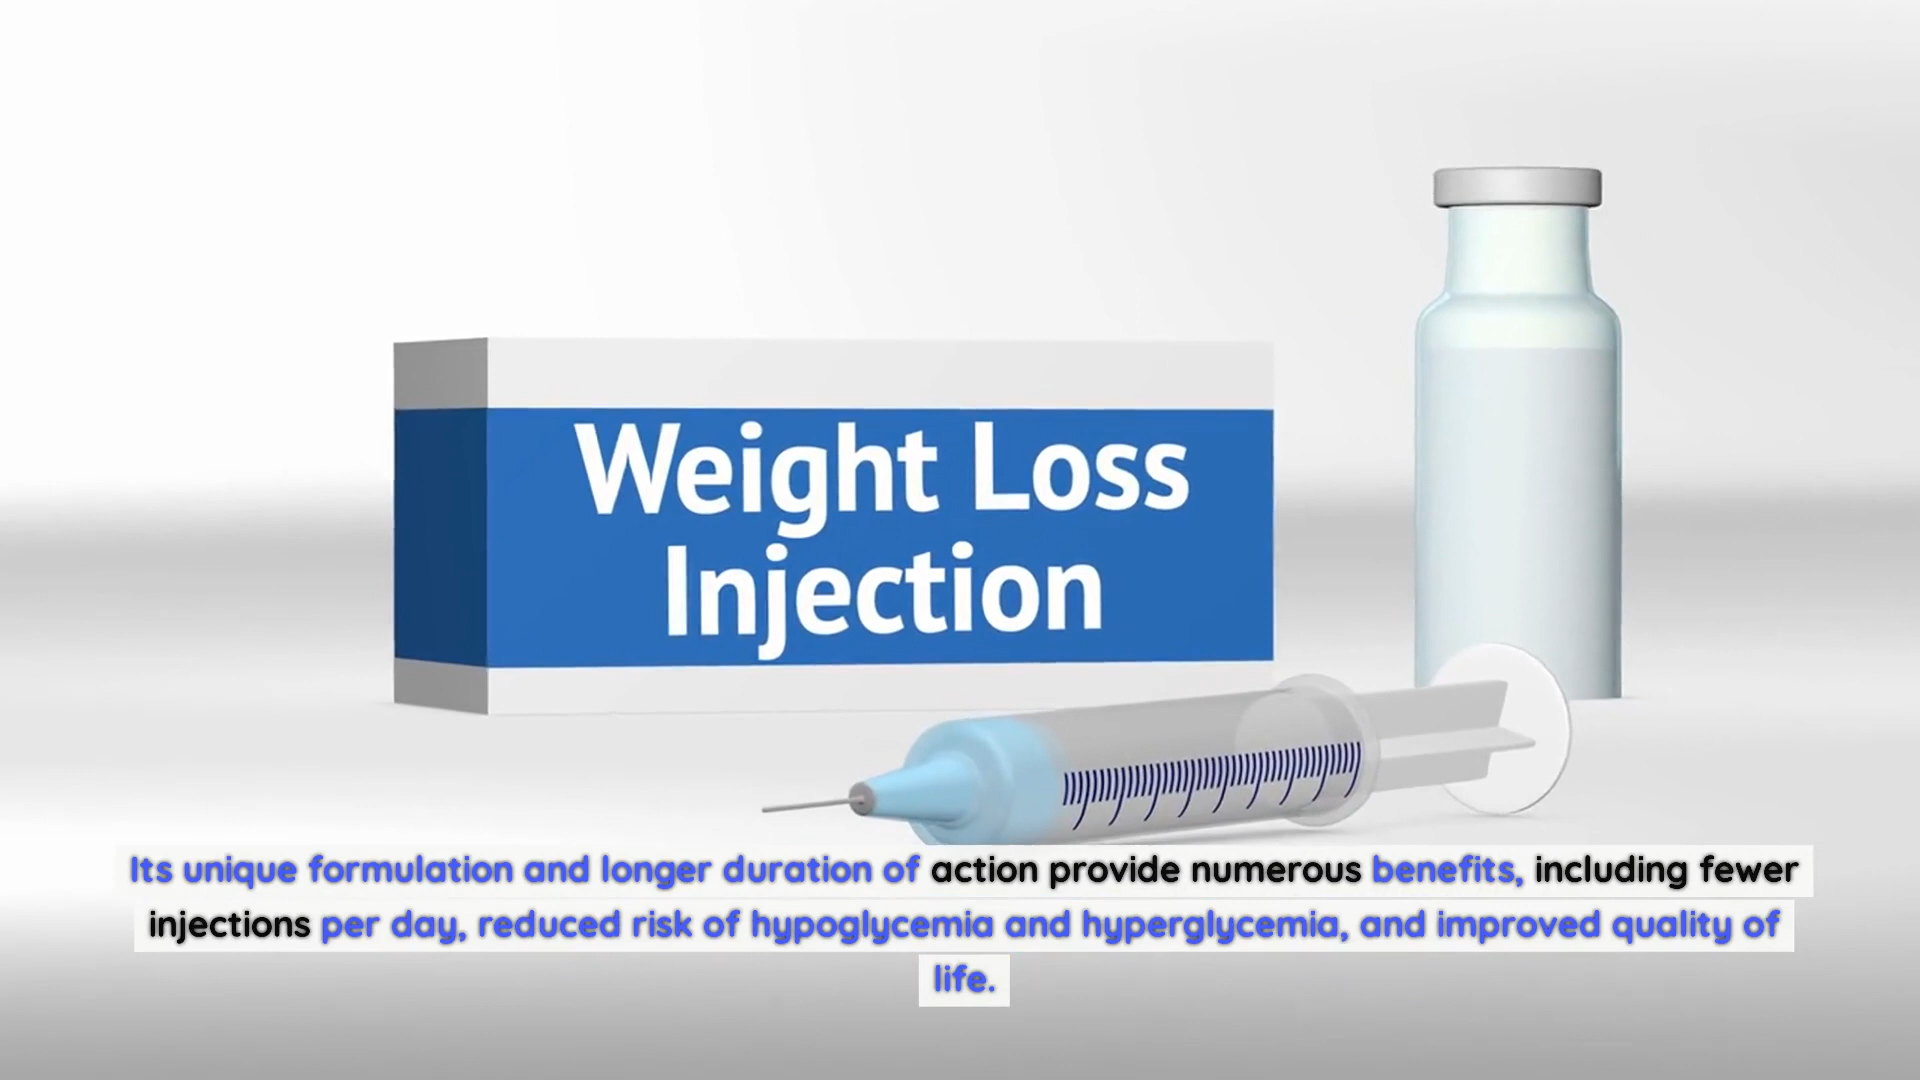 Weight Loss
Injection
Its unique formulation and longer duration of action provide numerous benefits, including fewer
injections per day, reduced risk of hypoglycemia and hyperglycemia, and improved quality of
life.